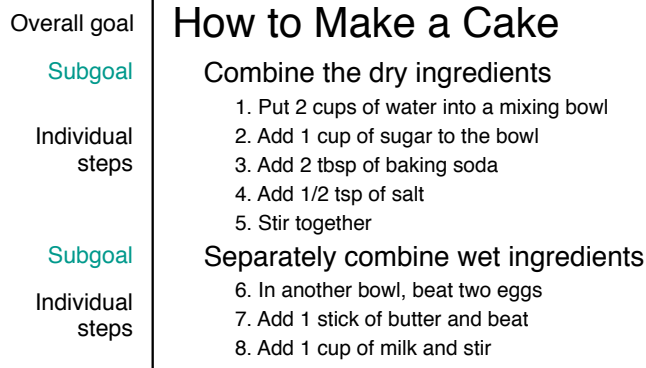 Overall goal
How to Make a Cake
Subgoal
Combine the dry ingredients
Individual
steps
1. Put 2 cups of water into a mixing bowl
2. Add 1 cup of sugar to the bowl
3. Add 2 tbsp of baking soda
4. Add 1/2 tsp of salt
5. Stir together
Subgoal
Separately combine wet ingredients
Individual
steps
6. In another bowl, beat two eggs
7. Add 1 stick of butter and beat
8. Add 1 cup of milk and stir